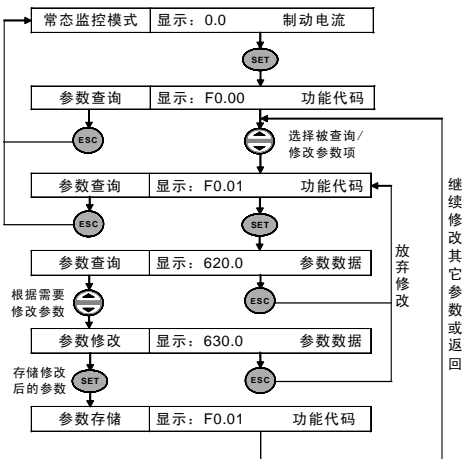 常态监控模式 显示：0.0 制动电流
SET
参数查询 显示：F0.00 功能代码
ESC
选择被查询/
修改参数项
参数查询 显示：F0.01 功能代码
ESC
SET
参数查询 显示：620.0 参数数据
根据需要
修改参数
ESC
放弃修改
继续修改其它参数或返回
参数修改 显示：630.0 参数数据
存储修改
后的参数
SET
ESC
参数存储 显示：F0.01 功能代码